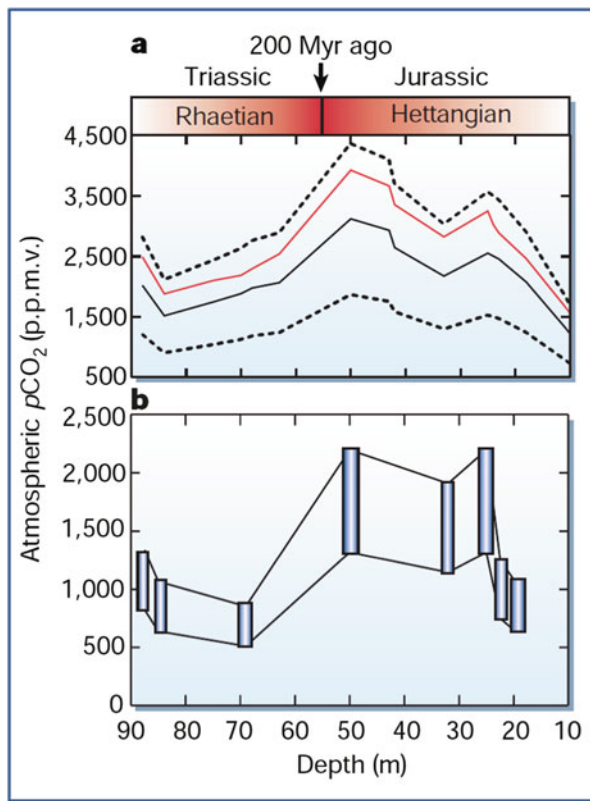 a
200 Myr ago
Triassic Jurassic
Rhaetian Hettangian
4,500
3,500
2,500
1,500
500
Atmospheric pCO2 (p.p.m.v.)
b
2,500
2,000
1,500
1,000
500
0
90 80 70 60 50 40 30 20 10
Depth (m)